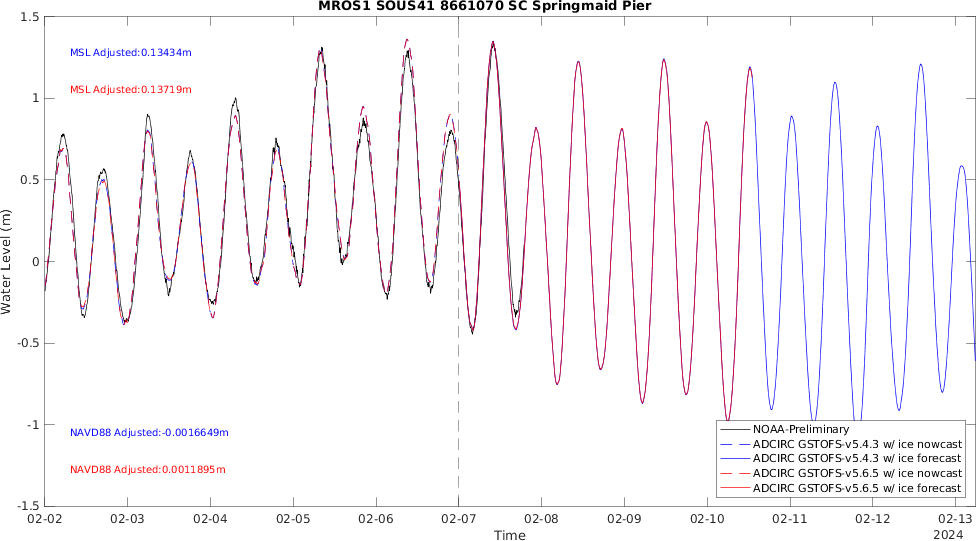 MROS1 SOUS41 8661070 SC Springmaid Pier
1.5
1
0.5
0
-0.5
-1
-1.5
Water Level (m)
MSL Adjusted:0.13434m
MSL Adjusted:0.13719m
NAVD88 Adjusted:-0.0016649m
NAVD88 Adjusted:0.0011895m
NOAA-Preliminary
ADCIRC GSTOFS-v5.4.3 w/ ice nowcast
ADCIRC GSTOFS-v5.4.3 w/ ice forecast
ADCIRC GSTOFS-v5.6.5 w/ ice nowcast
ADCIRC GSTOFS-v5.6.5 w/ ice forecast
02-02 02-03 02-04 02-05 02-06 02-07 02-08 02-09 02-10 02-11 02-12 02-13
Time
2024